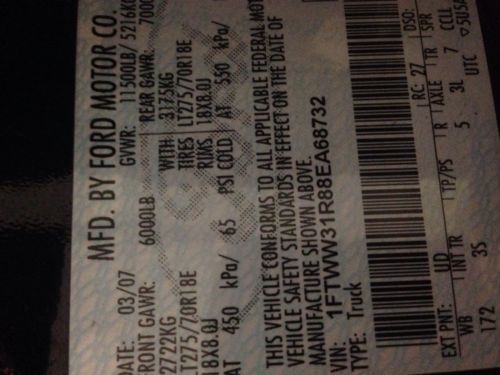 MFD. BY FORD MOTOR CO.
DATE: 03/07 GVWR: 11500LB/ 5216KG
FRONT GAWR: 6000LB REAR GAWR: 7000
2722KG WITH 3175KG
LT275/70R18E TIRES LT275/70R18E
18X8.0J RIMS 18X8.0J
AT 450 kPa/ 65 PSI COLD AT 550 kPa/
THIS VEHICLE CONFORMS TO ALL APPLICABLE FEDERAL MOT
VEHICLE SAFETY STANDARDS IN EFFECT ON THE DATE OF
MANUFACTURE SHOWN ABOVE.
VIN: 1FTWW31R88EA68732
TYPE: Truck
EXT PNT: UD RC: 27 DSO:
WB INT TR TP/PS R AXLE TR SPR
172 3S 5 3L 7 CCLL
UTC ▽5USA